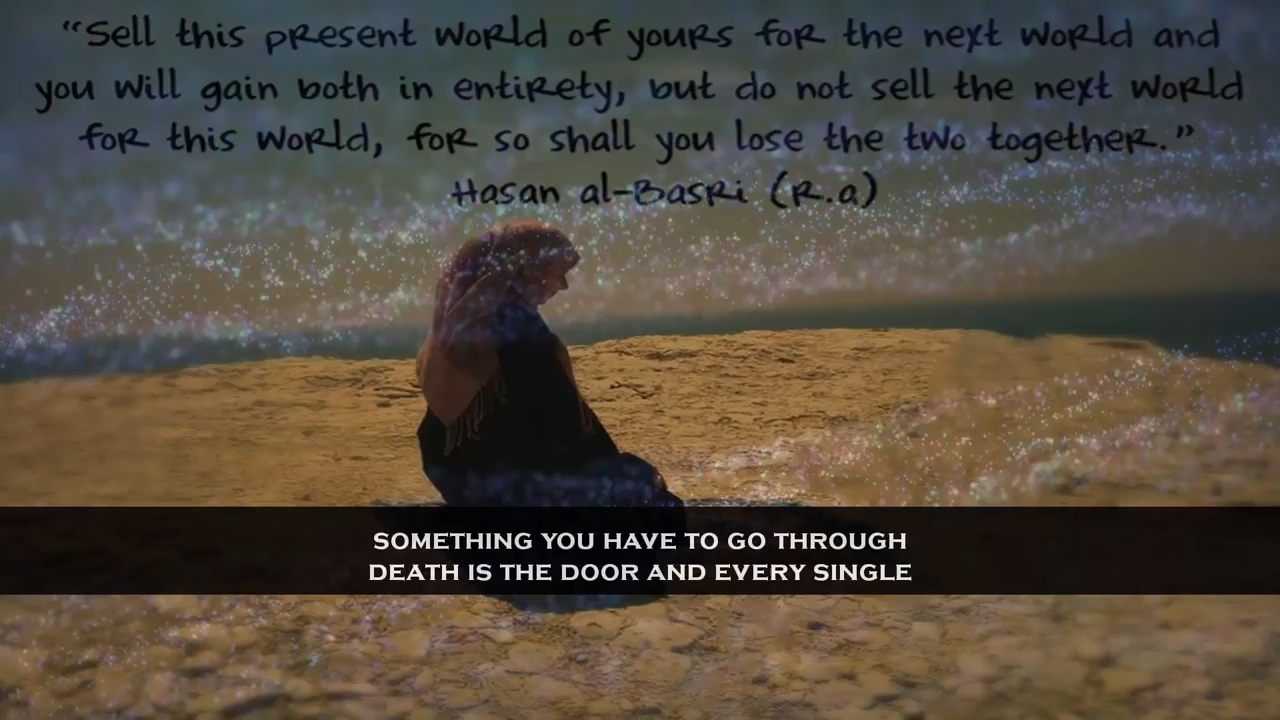 “Sell this present world of yours for the next world and
you will gain both in entirety, but do not sell the next world
for this world, for so shall you lose the two together.”
Hasan al-Basri (R.a)
SOMETHING YOU HAVE TO GO THROUGH
DEATH IS THE DOOR AND EVERY SINGLE